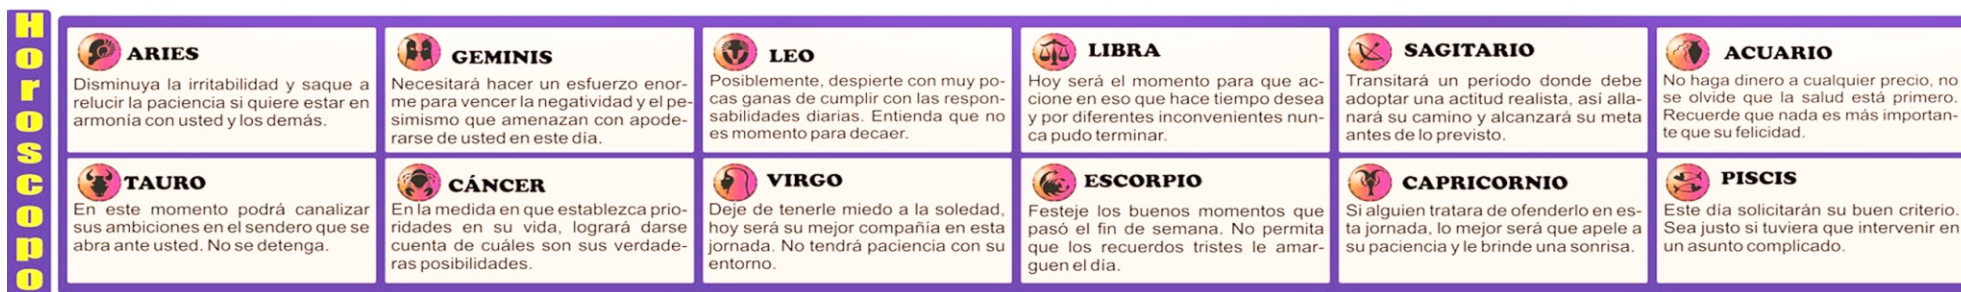 Horoscopo
ARIES
Disminuya la irritabilidad y saque a
relucir la paciencia si quiere estar en
armonía con usted y los demás.
GEMINIS
Necesitará hacer un esfuerzo enor-
me para vencer la negatividad y el pe-
simismo que amenazan con apode-
rarse de usted en este día.
LEO
Posiblemente, despierte con muy po-
cas ganas de cumplir con las respon-
sabilidades diarias. Entienda que no
es momento para decaer.
LIBRA
Hoy será el momento para que ac-
cione en eso que hace tiempo desea
y por diferentes inconvenientes nun-
ca pudo terminar.
SAGITARIO
Transitará un período donde debe
adoptar una actitud realista, así alla-
nará su camino y alcanzará su meta
antes de lo previsto.
ACUARIO
No haga dinero a cualquier precio, no
se olvide que la salud está primero.
Recuerde que nada es más importan-
te que su felicidad.
TAURO
En este momento podrá canalizar
sus ambiciones en el sendero que se
abra ante usted. No se detenga.
CÁNCER
En la medida en que establezca prio-
ridades en su vida, logrará darse
cuenta de cuáles son sus verdade-
ras posibilidades.
VIRGO
Deje de tenerle miedo a la soledad,
hoy será su mejor compañía en esta
jornada. No tendrá paciencia con su
entorno.
ESCORPIO
Festeje los buenos momentos que
pasó el fin de semana. No permita
que los recuerdos tristes le amar-
guen el día.
CAPRICORNIO
Si alguien tratara de ofenderlo en es-
ta jornada, lo mejor será que apele a
su paciencia y le brinde una sonrisa.
PISCIS
Este día solicitarán su buen criterio.
Sea justo si tuviera que intervenir en
un asunto complicado.